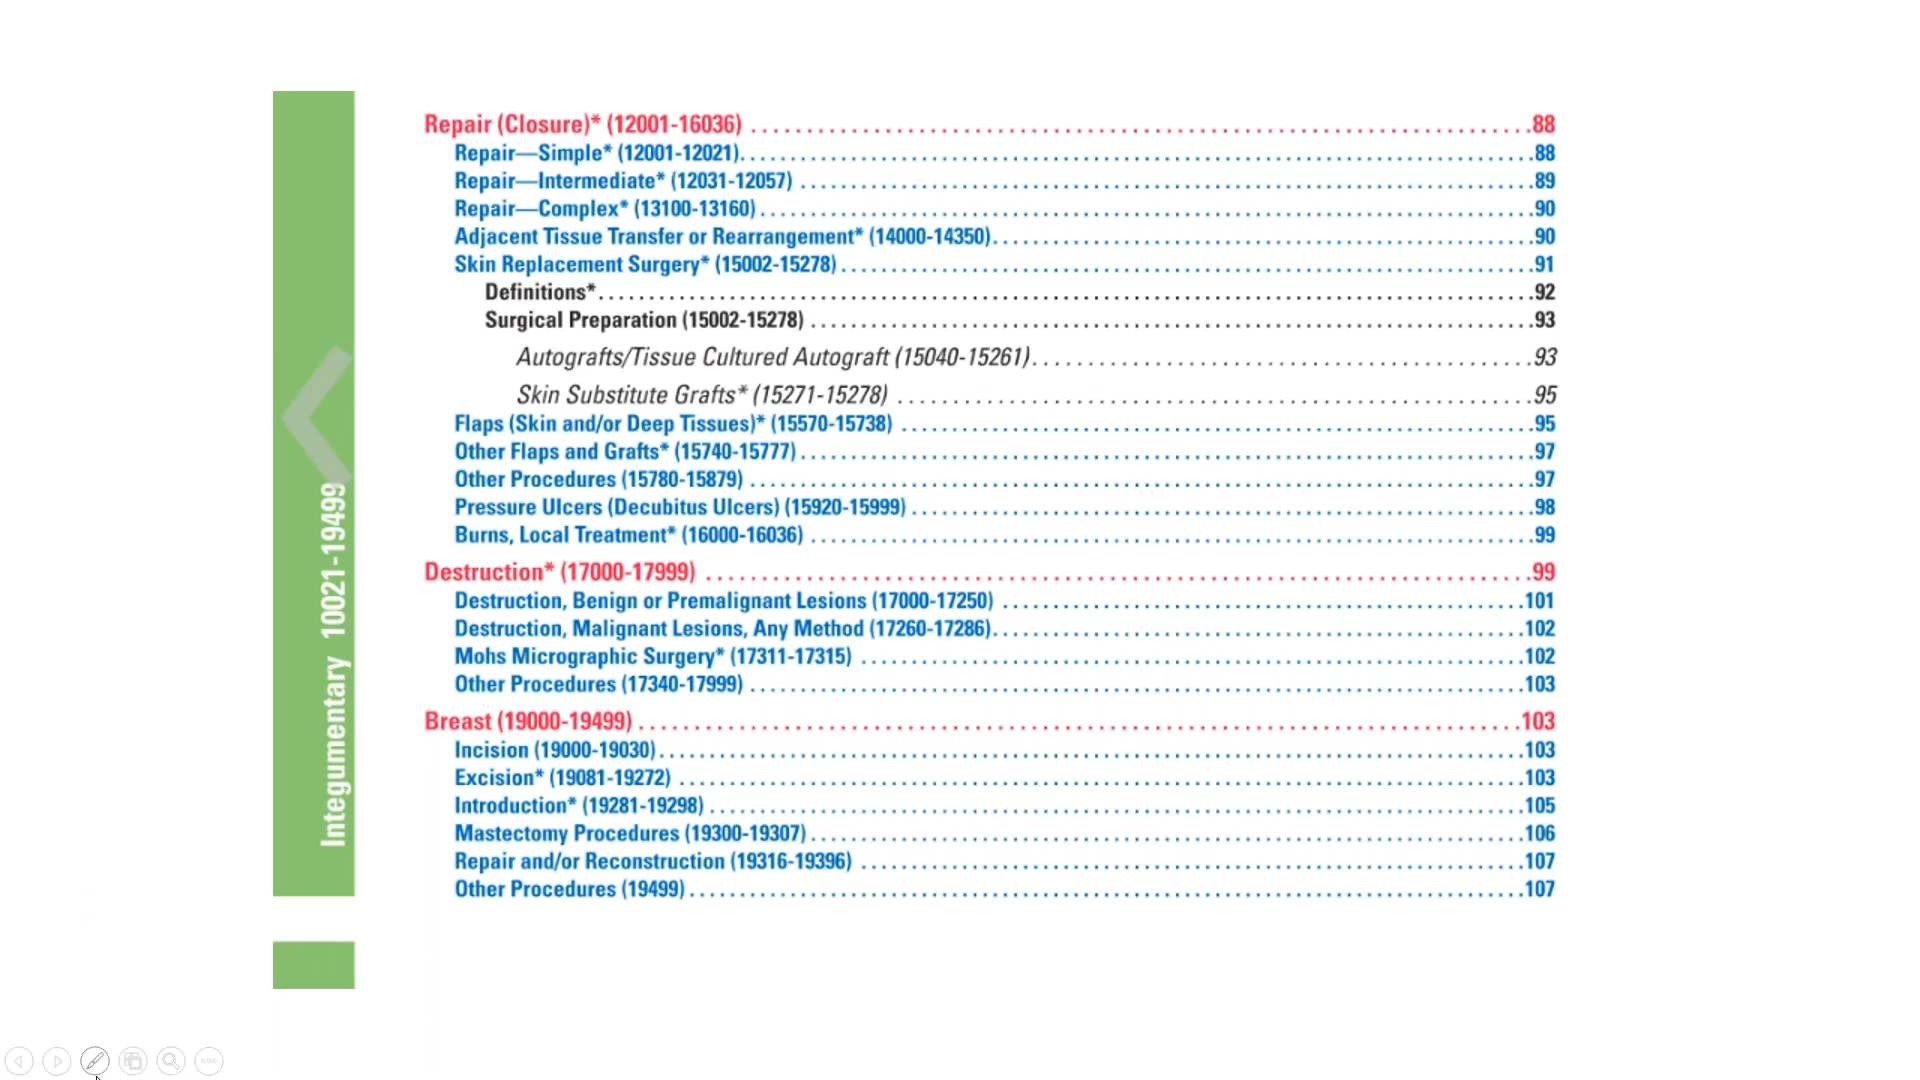 Integumentary 10021-19499
Repair (Closure)* (12001-16036) 88
Repair—Simple* (12001-12021) 88
Repair—Intermediate* (12031-12057) 89
Repair—Complex* (13100-13160) 90
Adjacent Tissue Transfer or Rearrangement* (14000-14350) 90
Skin Replacement Surgery* (15002-15278) 91
Definitions* 92
Surgical Preparation (15002-15278) 93
Autografts/Tissue Cultured Autograft (15040-15261) 93
Skin Substitute Grafts* (15271-15278) 95
Flaps (Skin and/or Deep Tissues)* (15570-15738) 95
Other Flaps and Grafts* (15740-15777) 97
Other Procedures (15780-15879) 97
Pressure Ulcers (Decubitus Ulcers) (15920-15999) 98
Burns, Local Treatment* (16000-16036) 99
Destruction* (17000-17999) 99
Destruction, Benign or Premalignant Lesions (17000-17250) 101
Destruction, Malignant Lesions, Any Method (17260-17286) 102
Mohs Micrographic Surgery* (17311-17315) 102
Other Procedures (17340-17999) 103
Breast (19000-19499) 103
Incision (19000-19030) 103
Excision* (19081-19272) 103
Introduction* (19281-19298) 105
Mastectomy Procedures (19300-19307) 106
Repair and/or Reconstruction (19316-19396) 107
Other Procedures (19499) 107